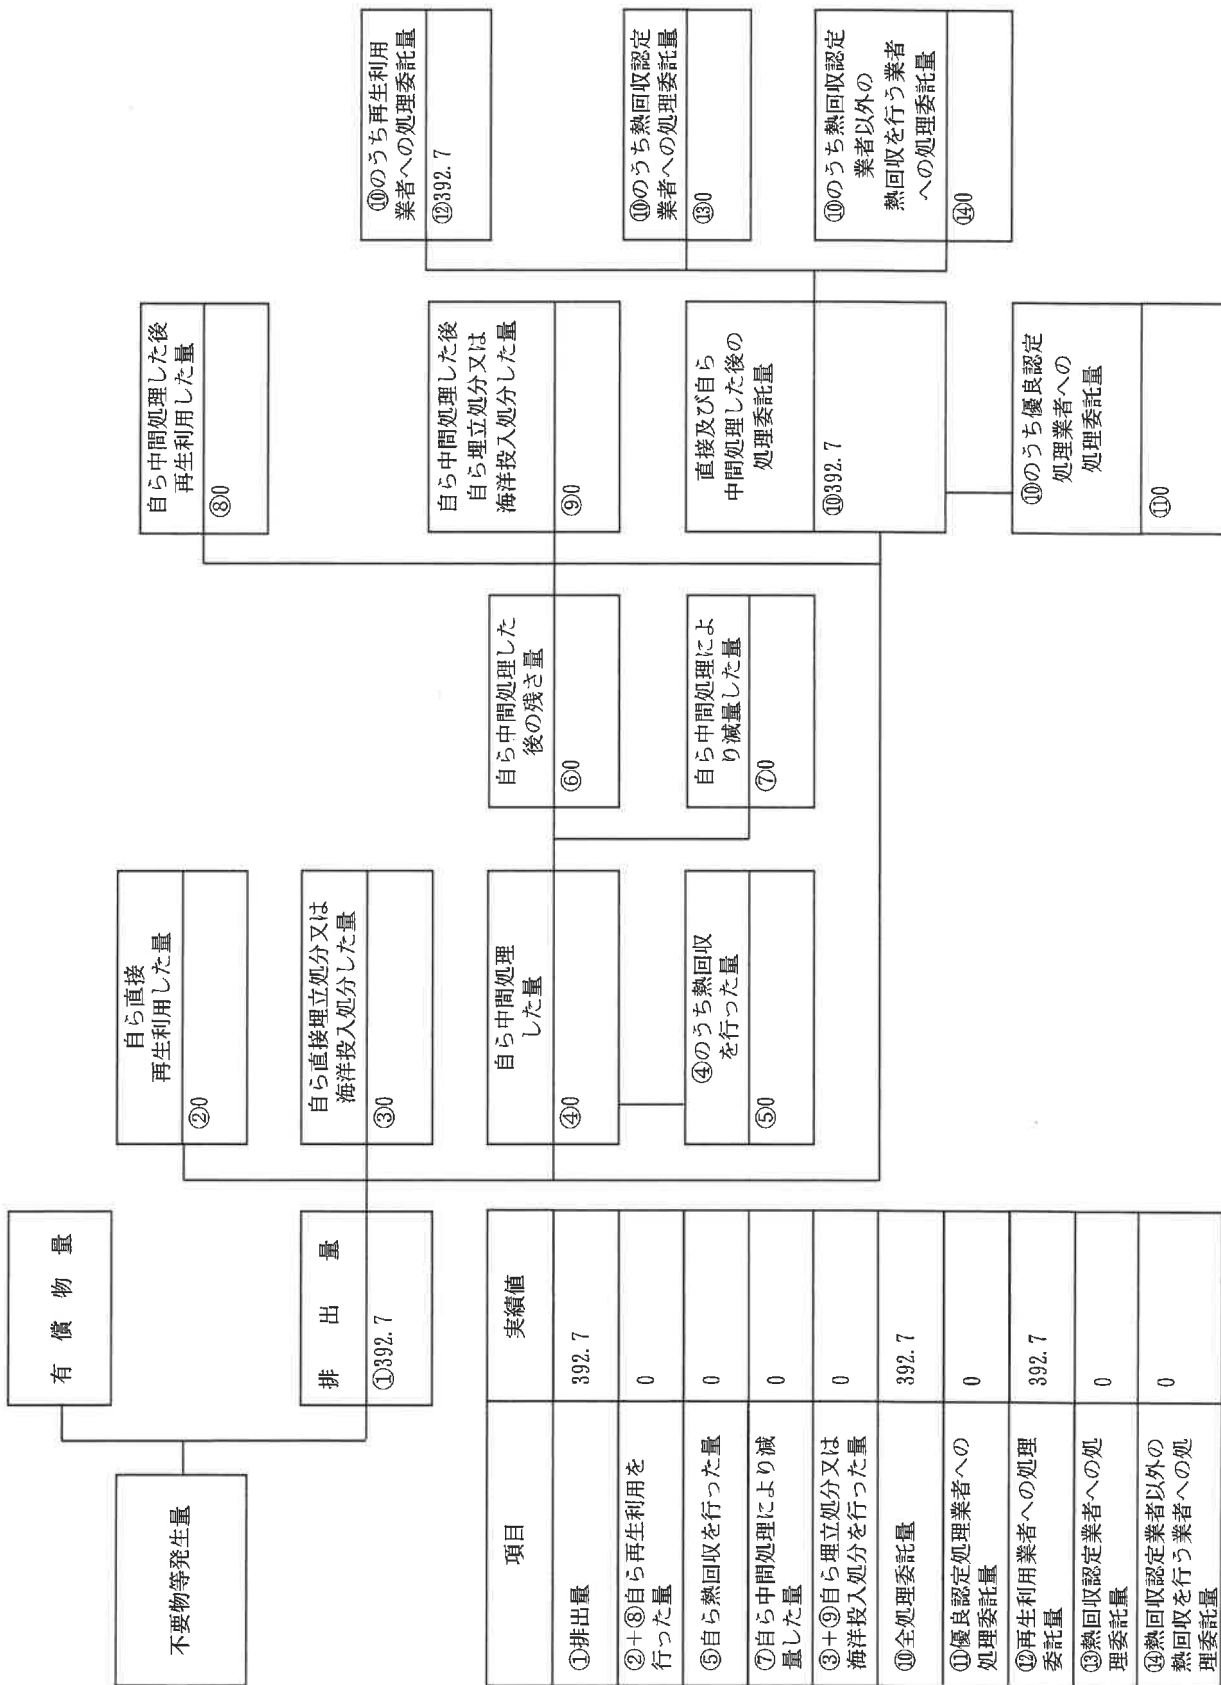 不要物等発生量
有償物量
排出量
①392.7
自ら直接
再生利用した量
②0
自ら直接埋立処分又は
海洋投入処分した量
③0
自ら中間処理
した量
④0
④のうち熱回収
を行った量
⑤0
自ら中間処理した
後の残さ量
⑥0
自ら中間処理によ
り減量した量
⑦0
自ら中間処理した後
再生利用した量
⑧0
自ら中間処理した後
自ら埋立処分又は
海洋投入処分した量
⑨0
直接及び自ら
中間処理した後の
処理委託量
⑩392.7
⑩のうち優良認定
処理業者への
処理委託量
⑪0
⑩のうち再生利用
業者への処理委託量
⑫392.7
⑩のうち熱回収認定
業者への処理委託量
⑬0
⑩のうち熱回収認定
業者以外の
熱回収を行う業者
への処理委託量
⑭0
項目 実績値
①排出量 392.7
②+⑧自ら再生利用を
行った量 0
⑤自ら熱回収を行った量 0
⑦自ら中間処理により減
量した量 0
③+⑨自ら埋立処分又は
海洋投入処分を行った量 0
⑩全処理委託量 392.7
⑪優良認定処理業者への
処理委託量 0
⑫再生利用業者への処理
委託量 392.7
⑬熱回収認定業者への処
理委託量 0
⑭熱回収認定業者以外の
熱回収を行う業者への処
理委託量 0